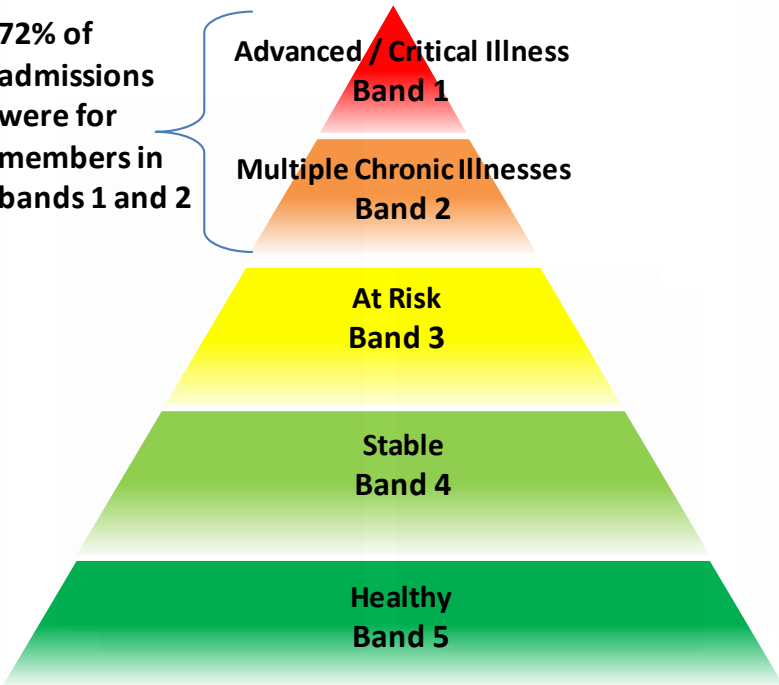 72% of
admissions
were for
members in
bands 1 and 2
Advanced / Critical Illness
Band 1
Multiple Chronic Illnesses
Band 2
At Risk
Band 3
Stable
Band 4
Healthy
Band 5